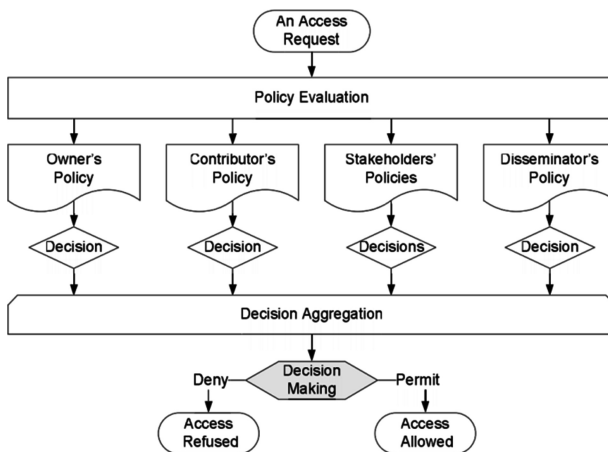 An Access
Request
Policy Evaluation
Owner's
Policy
Contributor's
Policy
Stakeholders'
Policies
Disseminator's
Policy
Decision
Decision
Decisions
Decision
Decision Aggregation
Deny
Decision
Making
Permit
Access
Refused
Access
Allowed